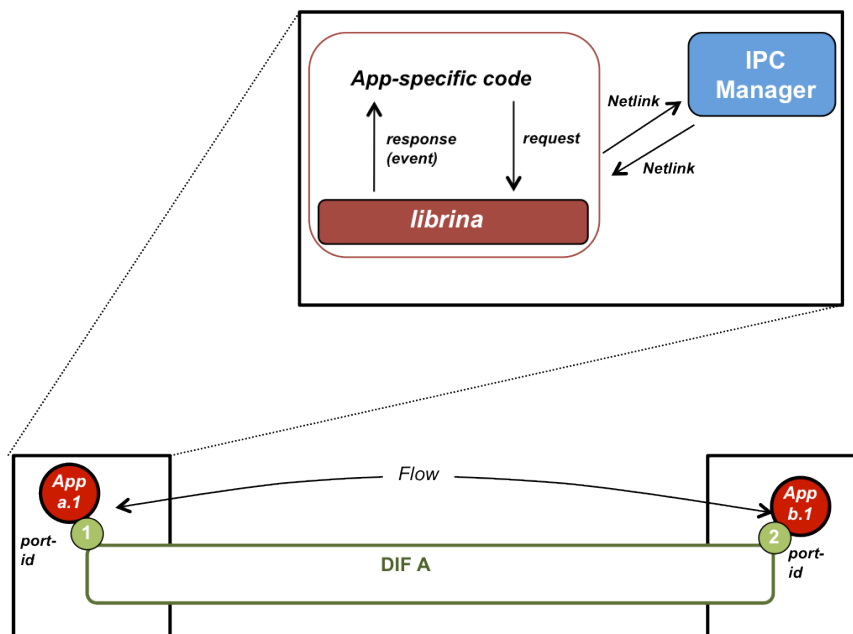 IPC
Manager
App-specific code
Netlink
response
(event)
request
Netlink
librina
Flow
App
a.1
App
b.1
1
2
port-
id
port-
id
DIF A